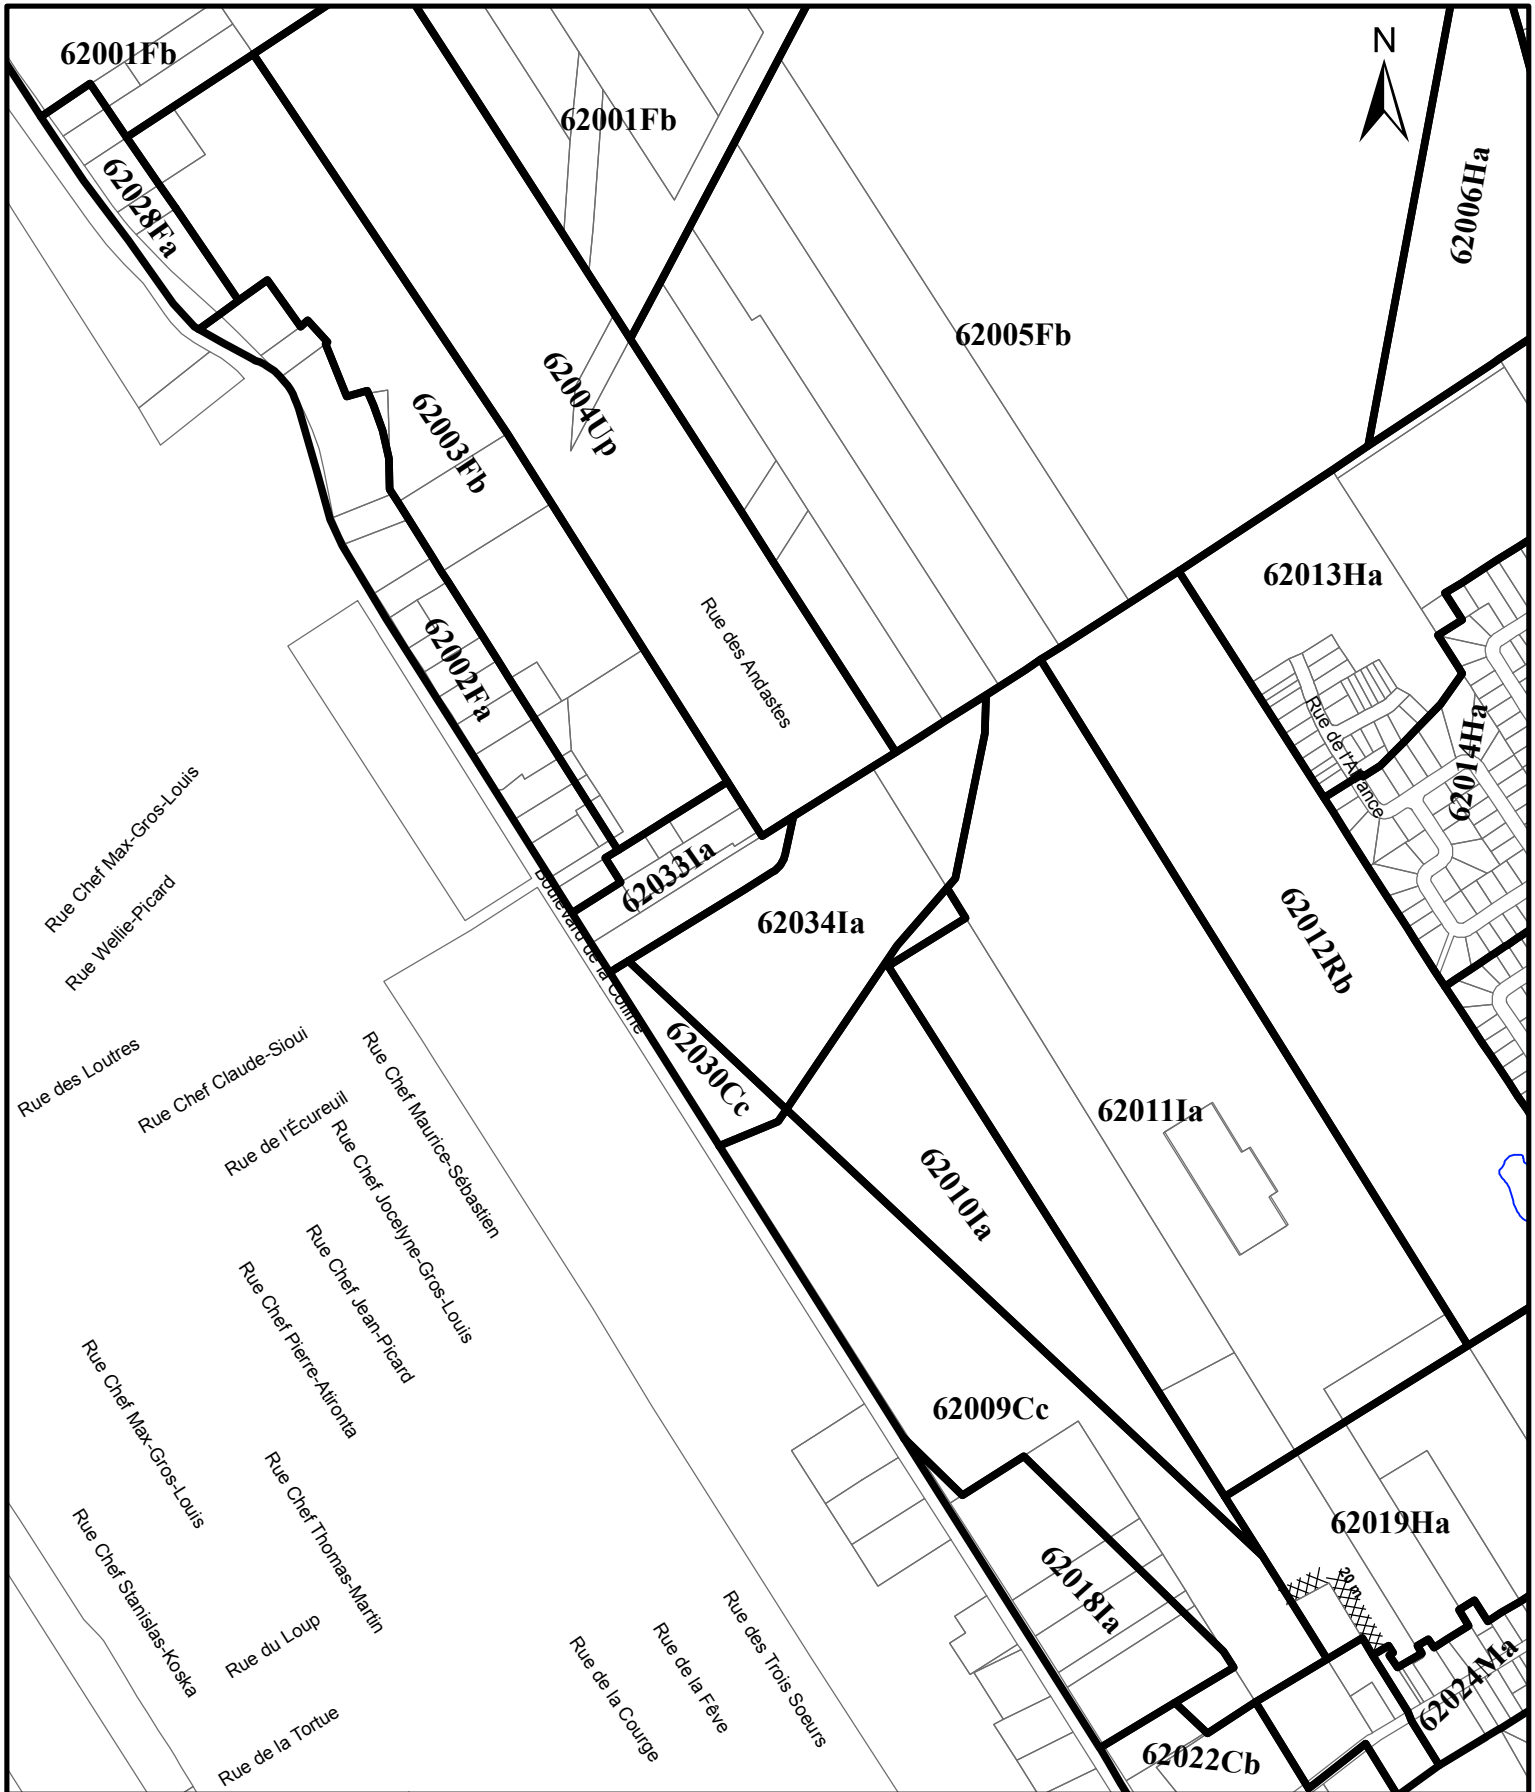 62001Fb
N
62001Fb
62028Fa
62006Ha
62005Fb
62004Up
62003Fb
62013Ha
Rue des Andastes
62002Fa
Rue de l'Alliance
62014Ha
Rue Chef Max-Gros-Louis
62033Ia
Rue Wellie-Picard
Boulevard de la Colline
62034Ia
62012Rb
62030Cc
Rue des Loutres
Rue Chef Claude-Sioui
Rue Chef Maurice-Sébastien
Rue de l'Écureuil
62011Ia
Rue Chef Jocelyne-Gros-Louis
62010Ia
Rue Chef Jean-Picard
Rue Chef Pierre-Atironta
Rue Chef Max-Gros-Louis
62009Cc
Rue Chef Thomas-Martin
62019Ha
Rue Chef Stanislas-Koska
20 m
62018Ia
Rue des Trois Soeurs
Rue du Loup
Rue de la Fêve
Rue de la Courge
62024Ma
Rue de la Tortue
62022Cb